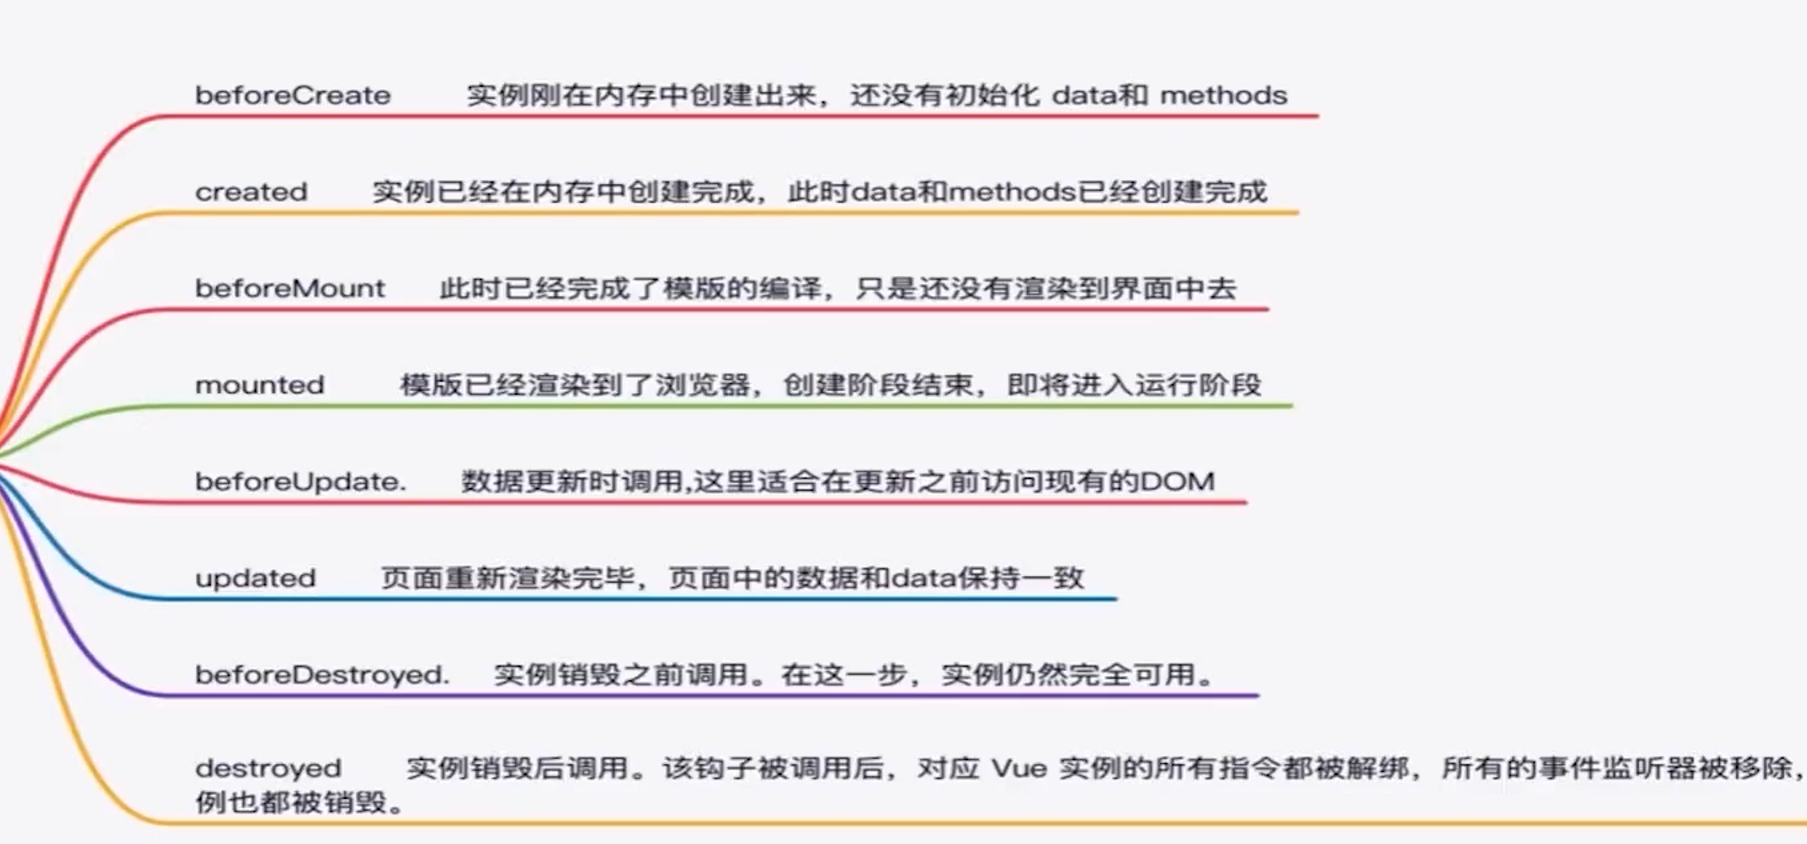 beforeCreate 实例刚在内存中创建出来，还没有初始化 data和 methods
created 实例已经在内存中创建完成，此时data和methods已经创建完成
beforeMount 此时已经完成了模版的编译，只是还没有渲染到界面中去
mounted 模版已经渲染到了浏览器，创建阶段结束，即将进入运行阶段
beforeUpdate. 数据更新时调用,这里适合在更新之前访问现有的DOM
updated 页面重新渲染完毕，页面中的数据和data保持一致
beforeDestroyed. 实例销毁之前调用。在这一步，实例仍然完全可用。
destroyed 实例销毁后调用。该钩子被调用后，对应 Vue 实例的所有指令都被解绑，所有的事件监听器被移除，
例也都被销毁。